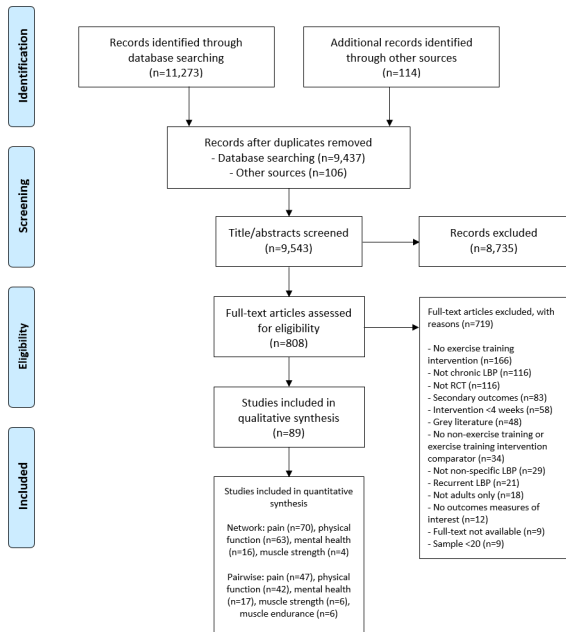 Identification
Records identified through
database searching
(n=11,273)
Additional records identified
through other sources
(n=114)
Records after duplicates removed
- Database searching (n=9,437)
- Other sources (n=106)
Screening
Title/abstracts screened
(n=9,543)
Records excluded
(n=8,735)
Eligibility
Full-text articles assessed
for eligibility
(n=808)
Full-text articles excluded, with
reasons (n=719)
- No exercise training
intervention (n=166)
- Not chronic LBP (n=116)
- Not RCT (n=116)
- Secondary outcomes (n=83)
- Intervention <4 weeks (n=58)
- Grey literature (n=48)
- No non-exercise training or
exercise training intervention
comparator (n=34)
- Not non-specific LBP (n=29)
- Recurrent LBP (n=21)
- Not adults only (n=18)
- No outcomes measures of
interest (n=12)
- Full-text not available (n=9)
- Sample <20 (n=9)
Studies included in
qualitative synthesis
(n=89)
Included
Studies included in quantitative
synthesis
Network: pain (n=70), physical
function (n=63), mental health
(n=16), muscle strength (n=4)
Pairwise: pain (n=47), physical
function (n=42), mental health
(n=17), muscle strength (n=6),
muscle endurance (n=6)